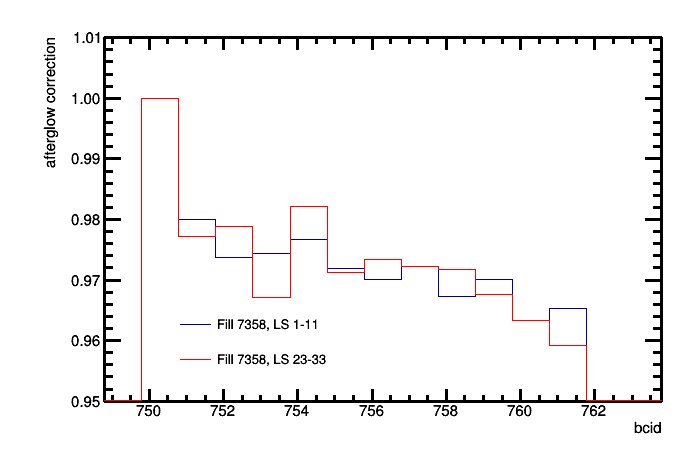 afterglow correction
1.01
1.00
0.99
0.98
0.97
0.96
0.95
Fill 7358, LS 1-11
Fill 7358, LS 23-33
750 752 754 756 758 760 762
bcid